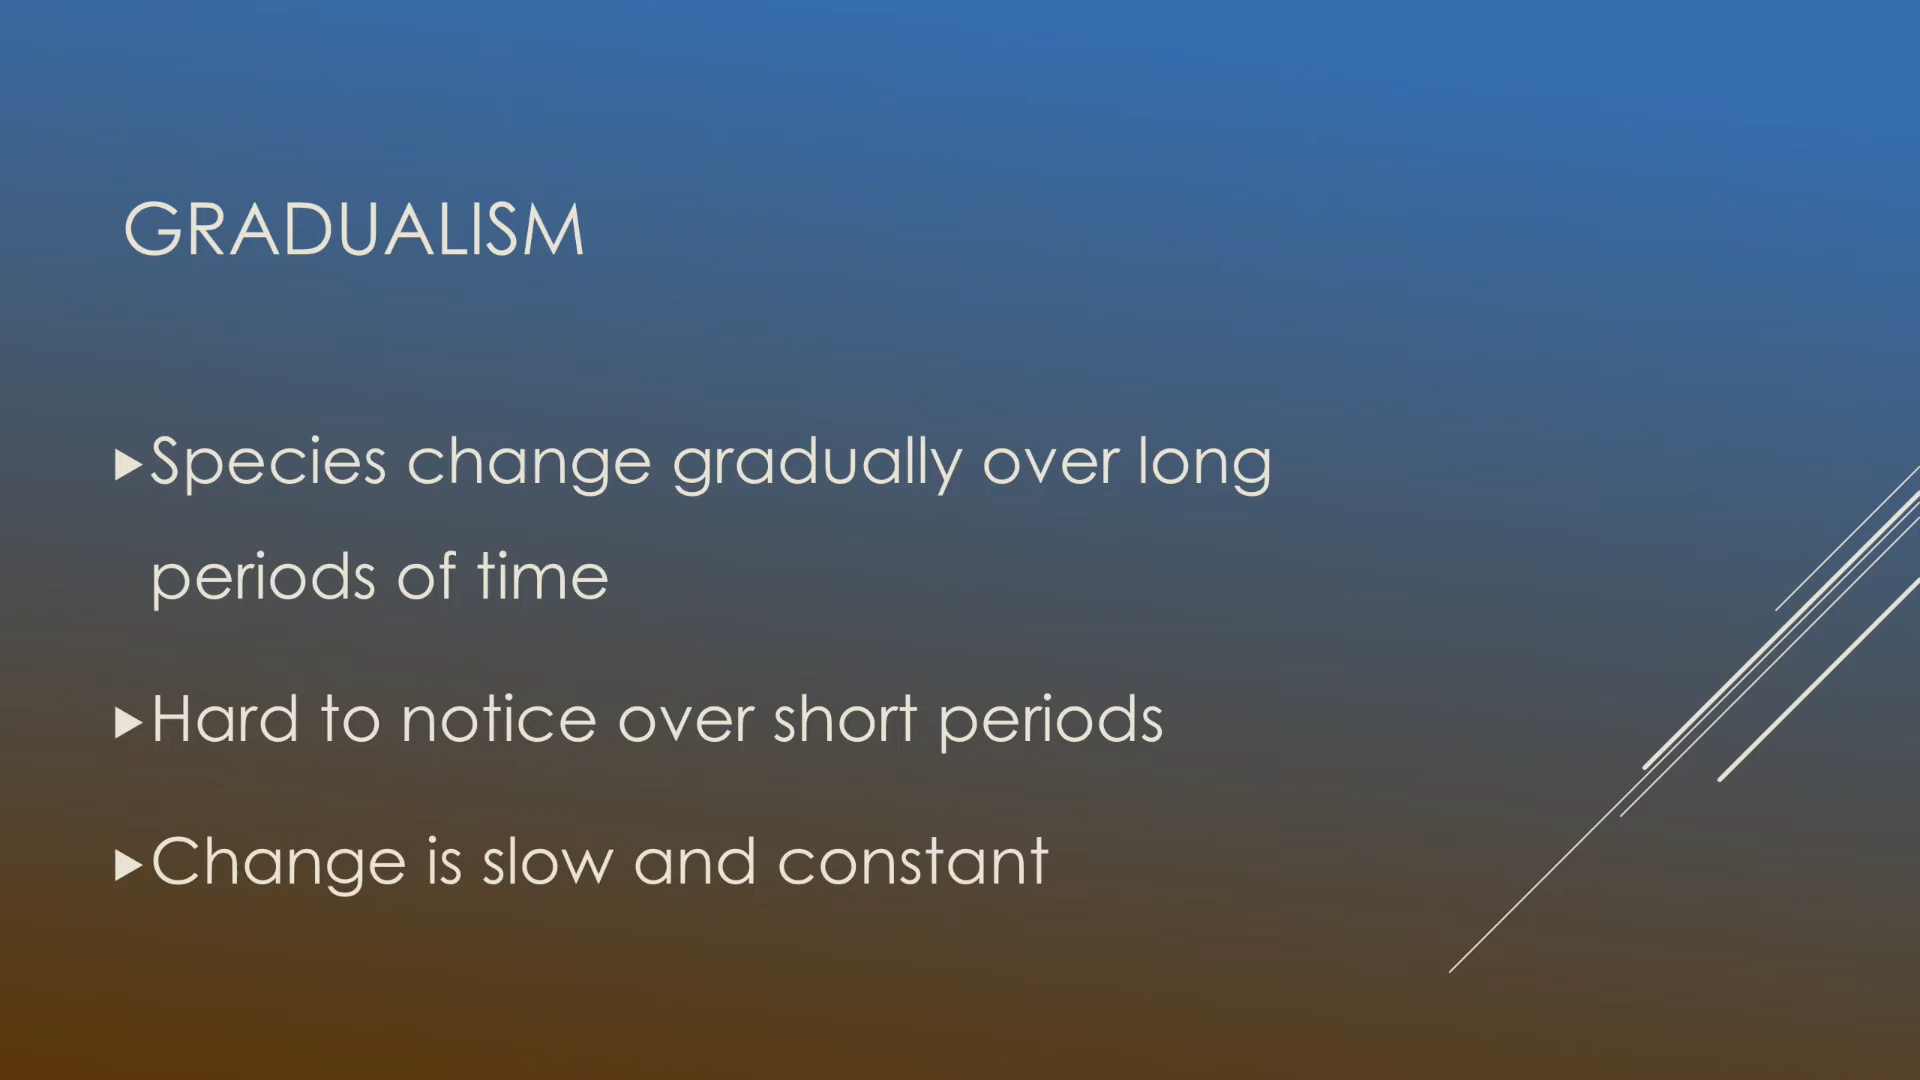 GRADUALISM
▶Species change gradually over long
periods of time
▶Hard to notice over short periods
▶Change is slow and constant